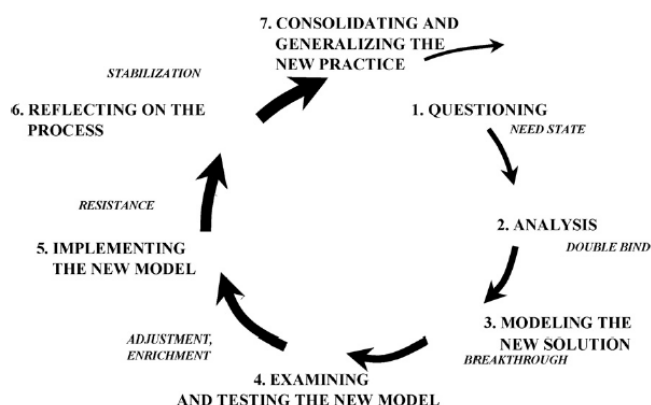 7. CONSOLIDATING AND
GENERALIZING THE
NEW PRACTICE
STABILIZATION
6. REFLECTING ON THE
PROCESS
1. QUESTIONING
NEED STATE
RESISTANCE
2. ANALYSIS
DOUBLE BIND
5. IMPLEMENTING
THE NEW MODEL
3. MODELING THE
NEW SOLUTION
BREAKTHROUGH
ADJUSTMENT,
ENRICHMENT
4. EXAMINING
AND TESTING THE NEW MODEL